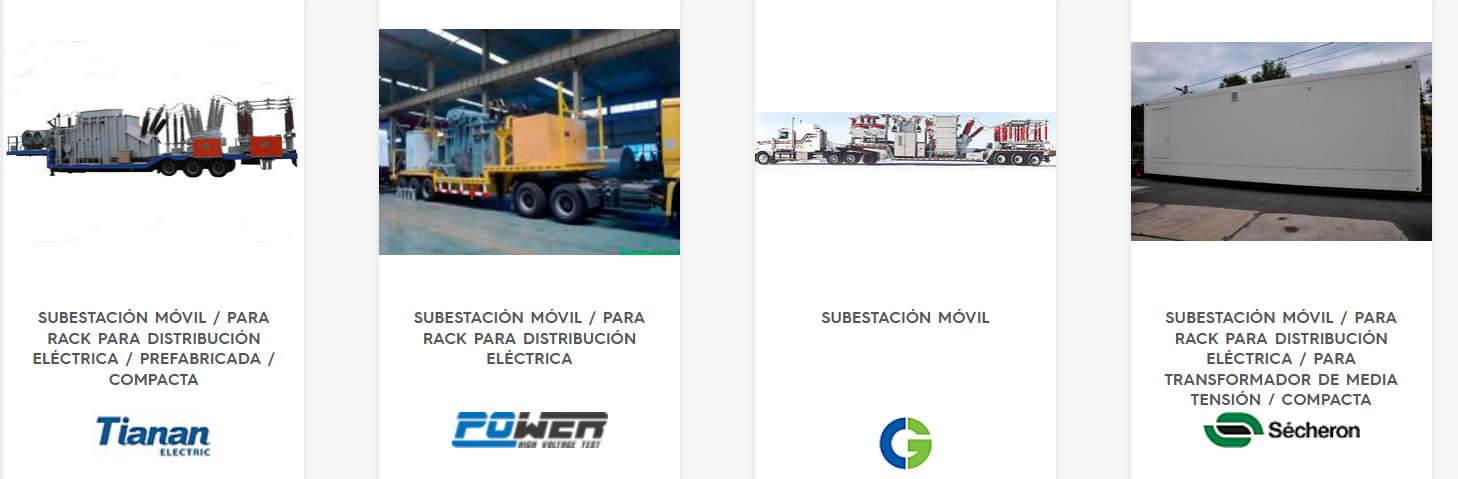 SUBESTACIÓN MÓVIL / PARA
RACK PARA DISTRIBUCIÓN
ELÉCTRICA / PREFABRICADA /
COMPACTA
Tianan
ELECTRIC
SUBESTACIÓN MÓVIL / PARA
RACK PARA DISTRIBUCIÓN
ELÉCTRICA
POWER
HIGH VOLTAGE TEST
SUBESTACIÓN MÓVIL
CG
SUBESTACIÓN MÓVIL / PARA
RACK PARA DISTRIBUCIÓN
ELÉCTRICA / PARA
TRANSFORMADOR DE MEDIA
TENSIÓN / COMPACTA
Sécheron